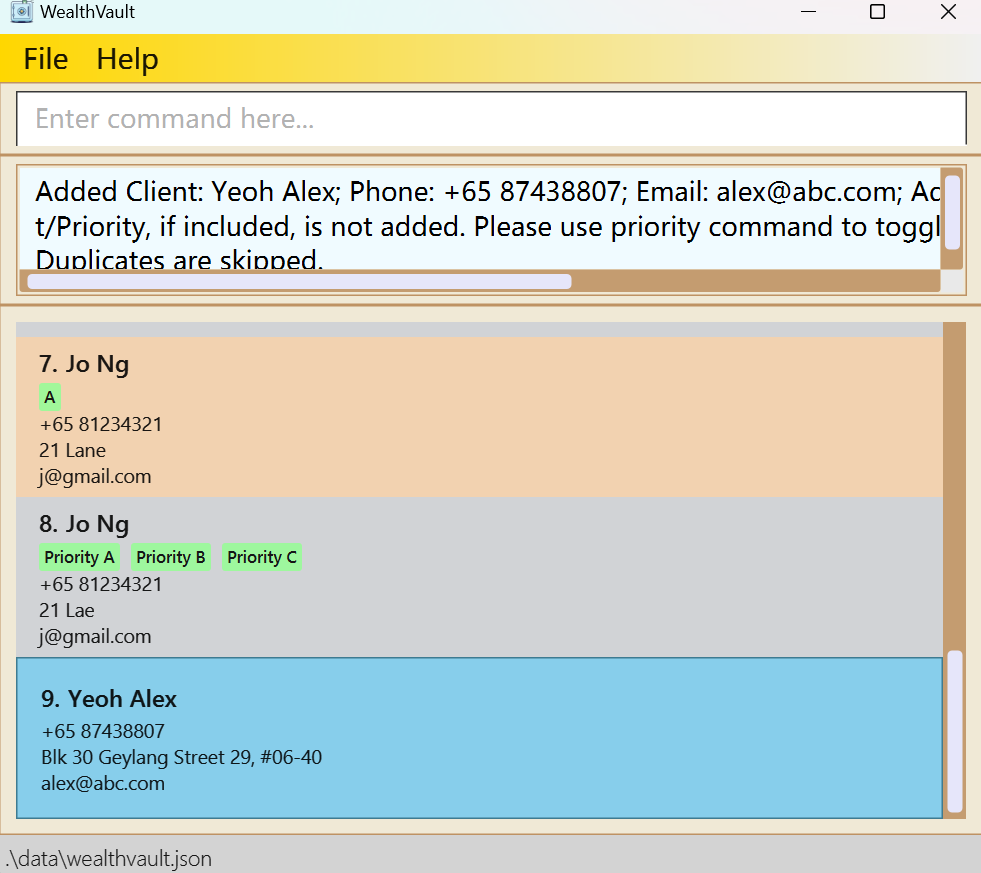 WealthVault
File Help
Enter command here...
Added Client: Yeoh Alex; Phone: +65 87438807; Email: alex@abc.com;
t/Priority, if included, is not added. Please use priority command to
Duplicates are skipped.
7. Jo Ng
A
+65 81234321
21 Lane
j@gmail.com
8. Jo Ng
Priority A Priority B Priority C
+65 81234321
21 Lae
j@gmail.com
9. Yeoh Alex
+65 87438807
Blk 30 Geylang Street 29, #06-40
alex@abc.com
.\data\wealthvault.json